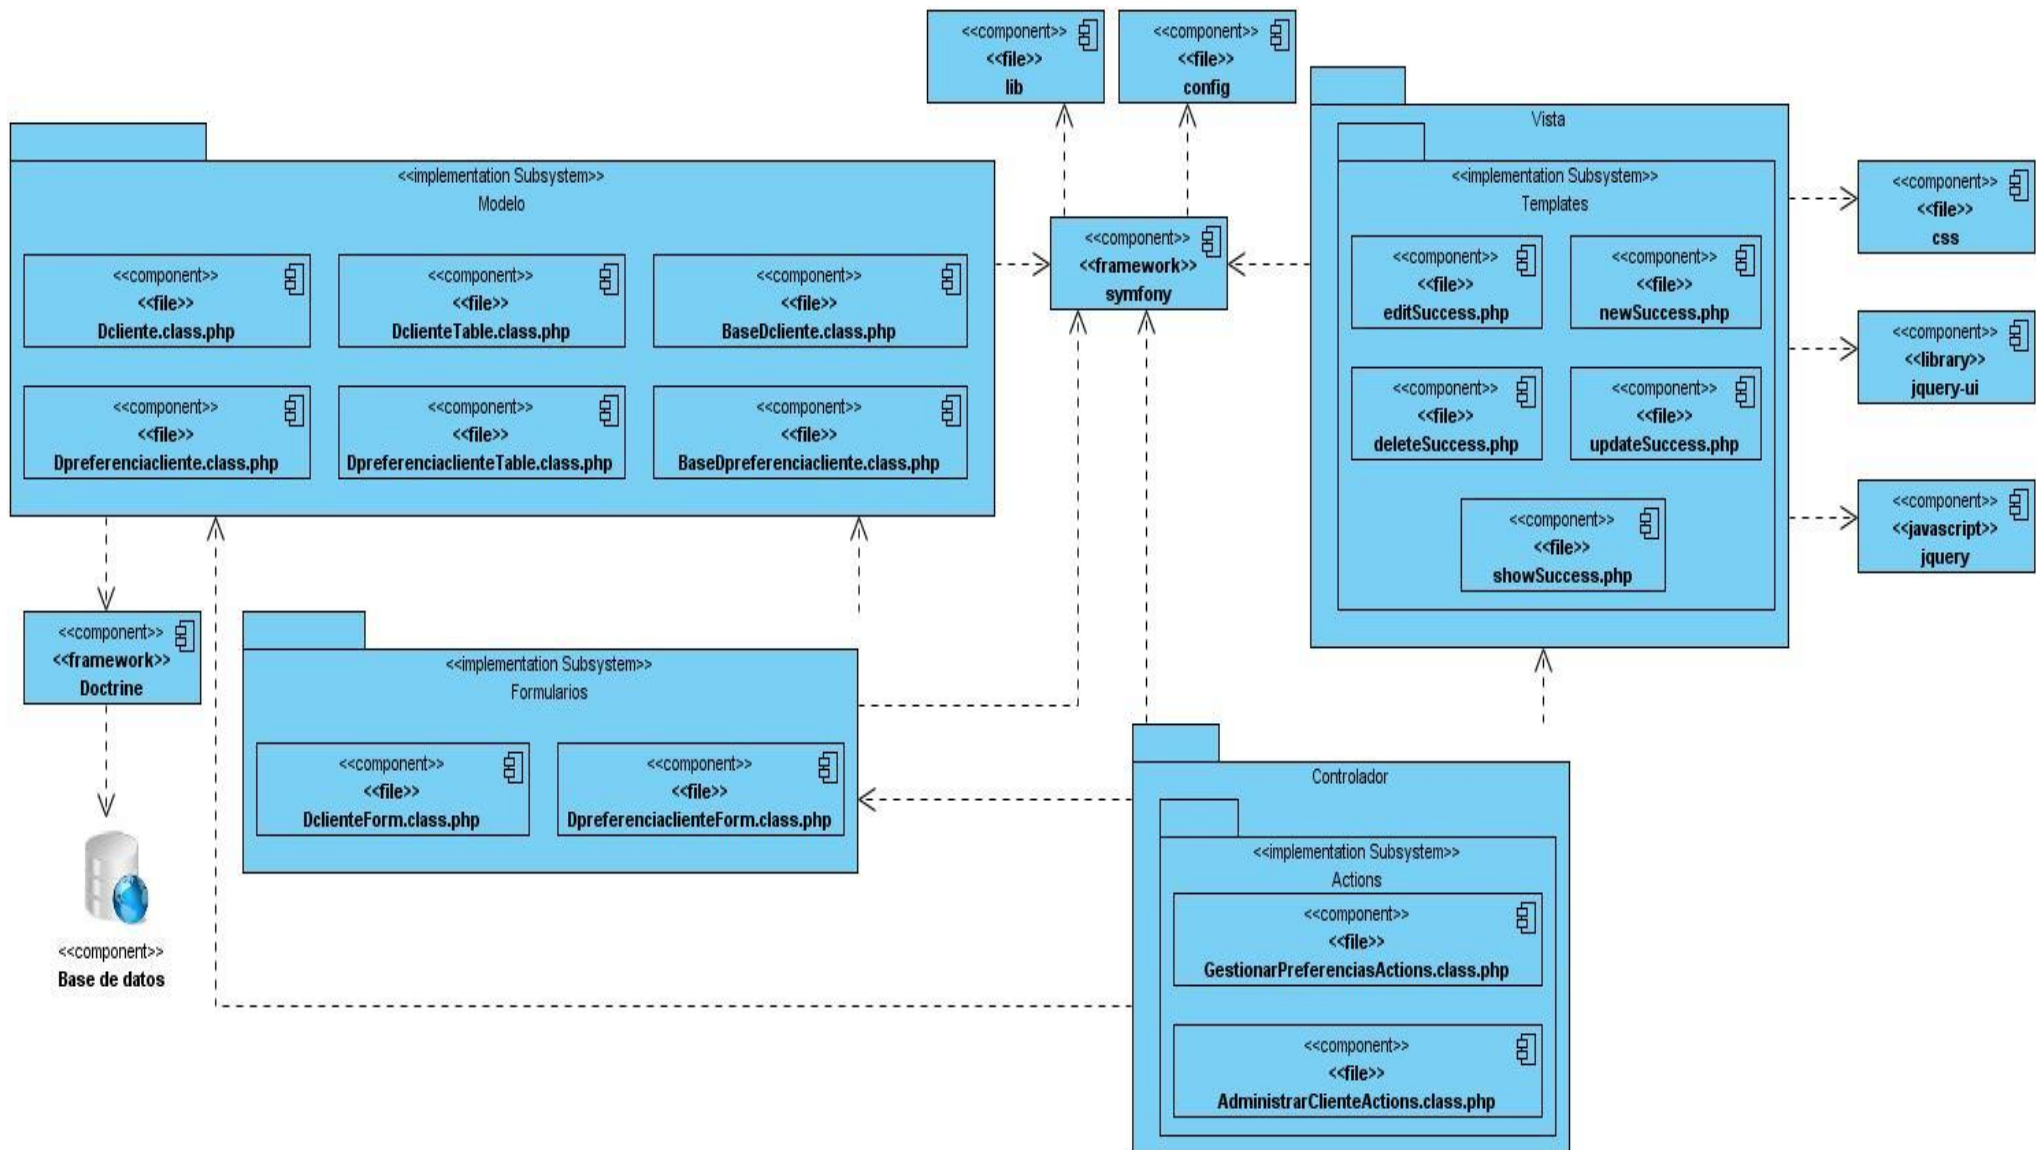 <<component>>
<<file>>
lib
<<component>>
<<file>>
config
<<implementation Subsystem>>
Modelo
<<component>>
<<file>>
Dcliente.class.php
<<component>>
<<file>>
DclienteTable.class.php
<<component>>
<<file>>
BaseDcliente.class.php
<<component>>
<<file>>
Dpreferenciacliente.class.php
<<component>>
<<file>>
DpreferenciaclienteTable.class.php
<<component>>
<<file>>
BaseDpreferenciacliente.class.php
<<component>>
<<framework>>
symfony
Vista
<<implementation Subsystem>>
Templates
<<component>>
<<file>>
editSuccess.php
<<component>>
<<file>>
newSuccess.php
<<component>>
<<file>>
deleteSuccess.php
<<component>>
<<file>>
updateSuccess.php
<<component>>
<<file>>
showSuccess.php
<<component>>
<<file>>
css
<<component>>
<<library>>
jquery-ui
<<component>>
<<javascript>>
jquery
<<component>>
<<framework>>
Doctrine
<<component>>
Base de datos
<<implementation Subsystem>>
Formularios
<<component>>
<<file>>
DclienteForm.class.php
<<component>>
<<file>>
DpreferenciaclienteForm.class.php
Controlador
<<implementation Subsystem>>
Actions
<<component>>
<<file>>
GestionarPreferenciasActions.class.php
<<component>>
<<file>>
AdministrarClienteActions.class.php